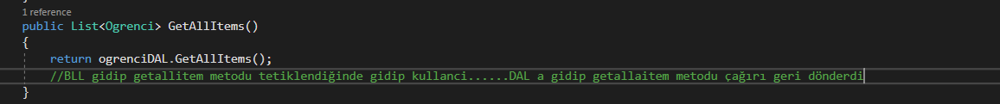 1 reference
public List<Ogrenci> GetAllItems()
{
return ogrenciDAL.GetAllItems();
//BLL gidip getallitem metodu tetiklendiğinde gidip kullanci......DAL a gidip getallaitem metodu çağırı geri dönderdi
}